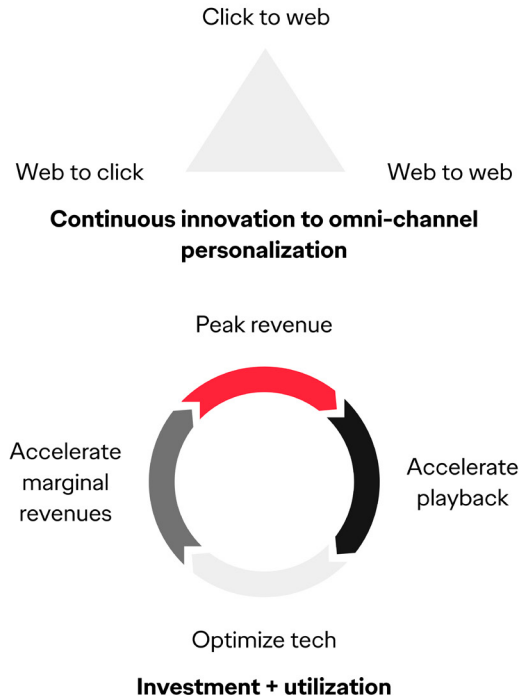 Click to web
Web to click
Web to web
Continuous innovation to omni-channel
personalization
Peak revenue
Accelerate
marginal
revenues
Accelerate
playback
Optimize tech
Investment + utilization